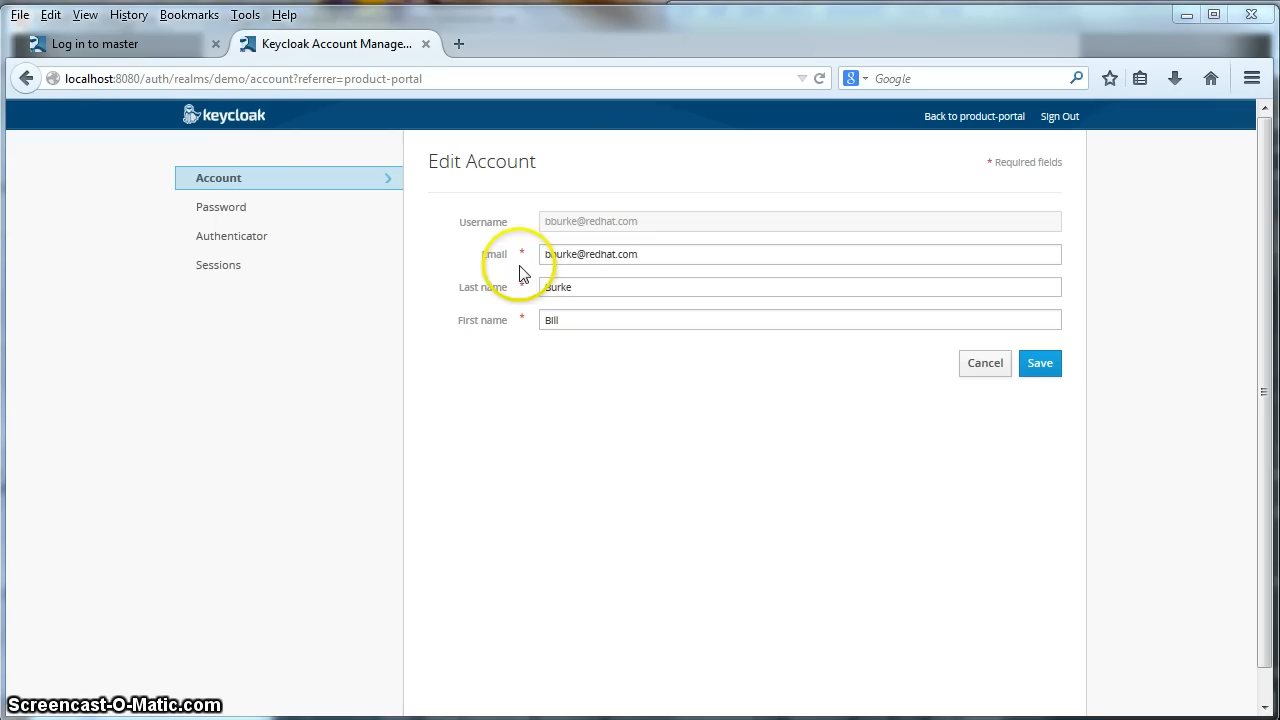 File Edit View History Bookmarks Tools Help
Log in to master
Keycloak Account Manage...
localhost:8080/auth/realms/demo/account?referrer=product-portal
Google
keycloak
Back to product-portal Sign Out
Account
Password
Authenticator
Sessions
Edit Account
* Required fields
Username bburke@redhat.com
Email * bburke@redhat.com
Last name * Burke
First name * Bill
Cancel Save
Screencast-O-Matic.com